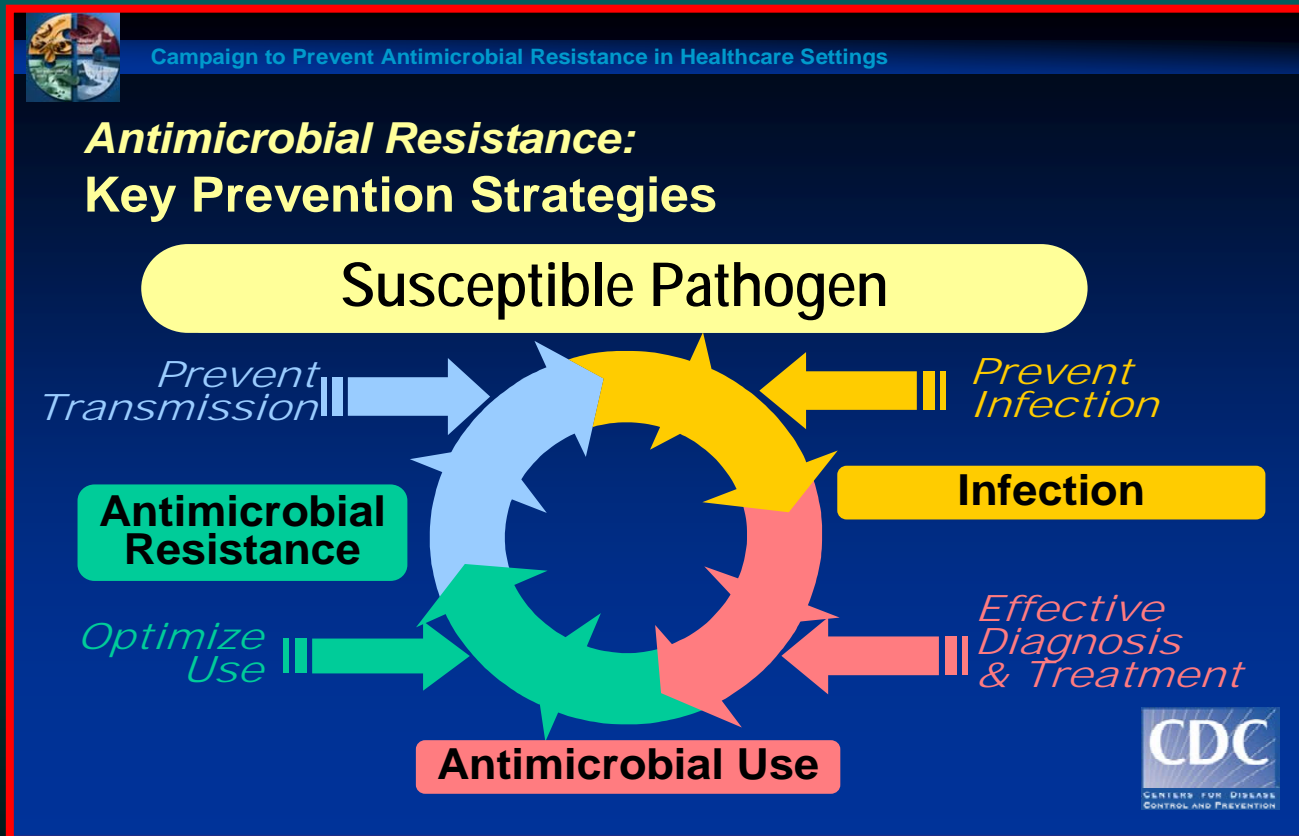 Campaign to Prevent Antimicrobial Resistance in Healthcare Settings
Antimicrobial Resistance:
Key Prevention Strategies
Susceptible Pathogen
Prevent
Transmission
Prevent
Infection
Antimicrobial
Resistance
Infection
Optimize
Use
Effective
Diagnosis
& Treatment
Antimicrobial Use
CDC
CENTERS FOR DISEASE
CONTROL AND PREVENTION